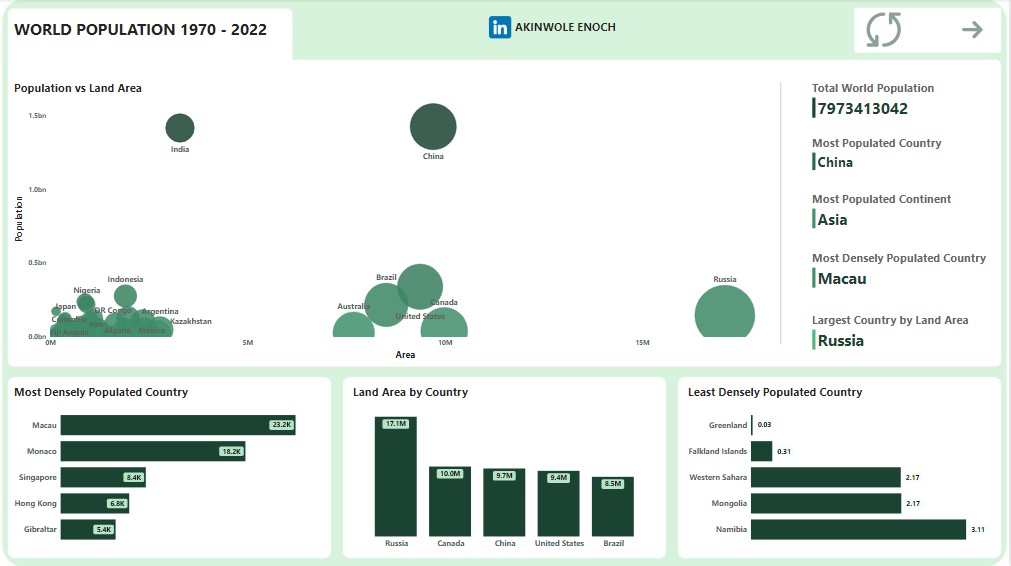 WORLD POPULATION 1970 - 2022
in AKINWOLE ENOCH
Population vs Land Area
Population
1.5bn
1.0bn
0.5bn
0.0bn
India
China
Indonesia
Nigeria
Japan
DR Congo
Argentina
Colombia
Iran
Kazakhstan
Fiji Angola
Algeria
Mexico
Brazil
Australia
Canada
United States
Russia
0M
5M
10M
15M
Area
Total World Population
7973413042
Most Populated Country
China
Most Populated Continent
Asia
Most Densely Populated Country
Macau
Largest Country by Land Area
Russia
Most Densely Populated Country
Macau 23.2K
Monaco 18.2K
Singapore 8.4K
Hong Kong 6.8K
Gibraltar 5.4K
Land Area by Country
17.1M
10.0M
9.7M
9.4M
8.5M
Russia
Canada
China
United States
Brazil
Least Densely Populated Country
Greenland 0.03
Falkland Islands 0.31
Western Sahara 2.17
Mongolia 2.17
Namibia 3.11